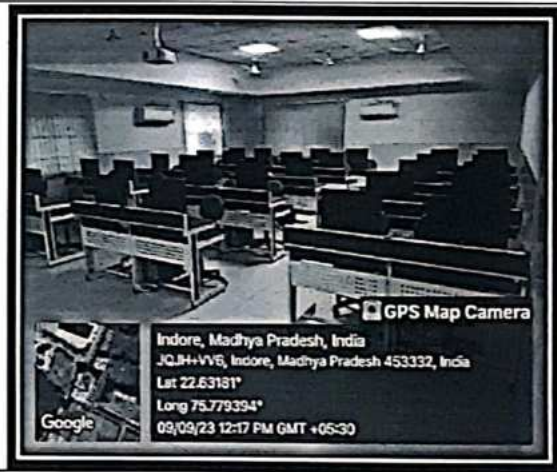 GPS Map Camera
Indore, Madhya Pradesh, India
JQJH+VV6, Indore, Madhya Pradesh 453332, India
Lat 22.63181°
Long 75.779394°
09/09/23 12:17 PM GMT +05:30
Google